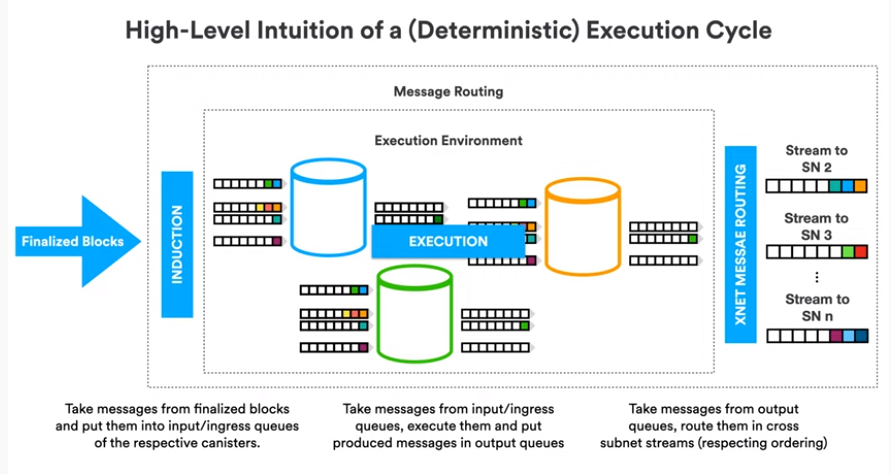 High-Level Intuition of a (Deterministic) Execution Cycle
Message Routing
Execution Environment
Finalized Blocks
INDUCTION
EXECUTION
XNET MESSAE ROUTING
Stream to
SN 2
Stream to
SN 3
⋮
Stream to
SN n
Take messages from finalized blocks
and put them into input/ingress queues
of the respective canisters.
Take messages from input/ingress
queues, execute them and put
produced messages in output queues
Take messages from output
queues, route them in cross
subnet streams (respecting ordering)